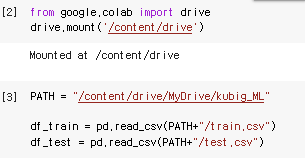 [2] from google.colab import drive
drive.mount('/content/drive')
Mounted at /content/drive
[3] PATH = "/content/drive/MyDrive/kubig_ML"
df_train = pd.read_csv(PATH+"/train.csv")
df_test = pd.read_csv(PATH+"/test.csv")